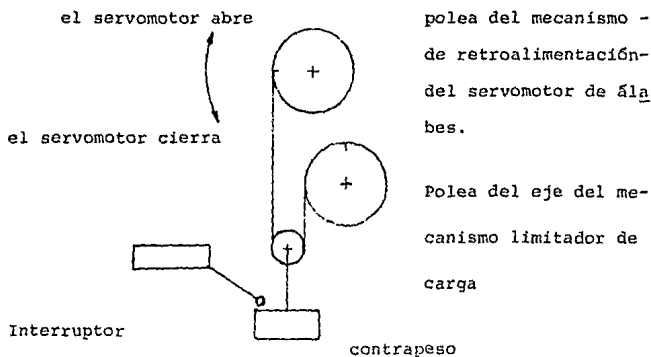 el servomotor abre
polea del mecanismo -
de retroalimentación-
del servomotor de ála
bes.
el servomotor cierra
Polea del eje del me-
canismo limitador de
carga
Interruptor
contrapeso